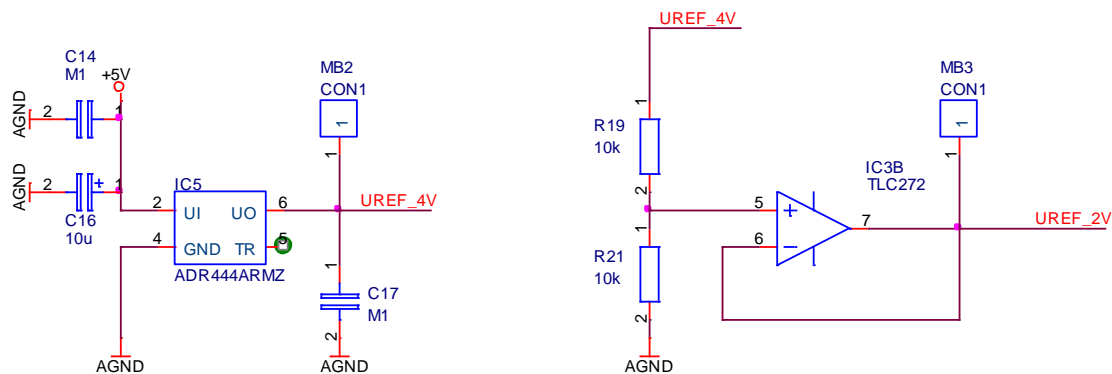 C14
M1
+5V
AGND
2
1
AGND
2
1
C16
10u
IC5
2
UI
UO
6
4
GND
TR
5
ADR444ARMZ
AGND
MB2
CON1
1
1
UREF_4V
1
C17
M1
2
AGND
UREF_4V
1
R19
10k
2
1
R21
10k
2
AGND
IC3B
TLC272
5
+
6
-
7
MB3
CON1
1
1
UREF_2V